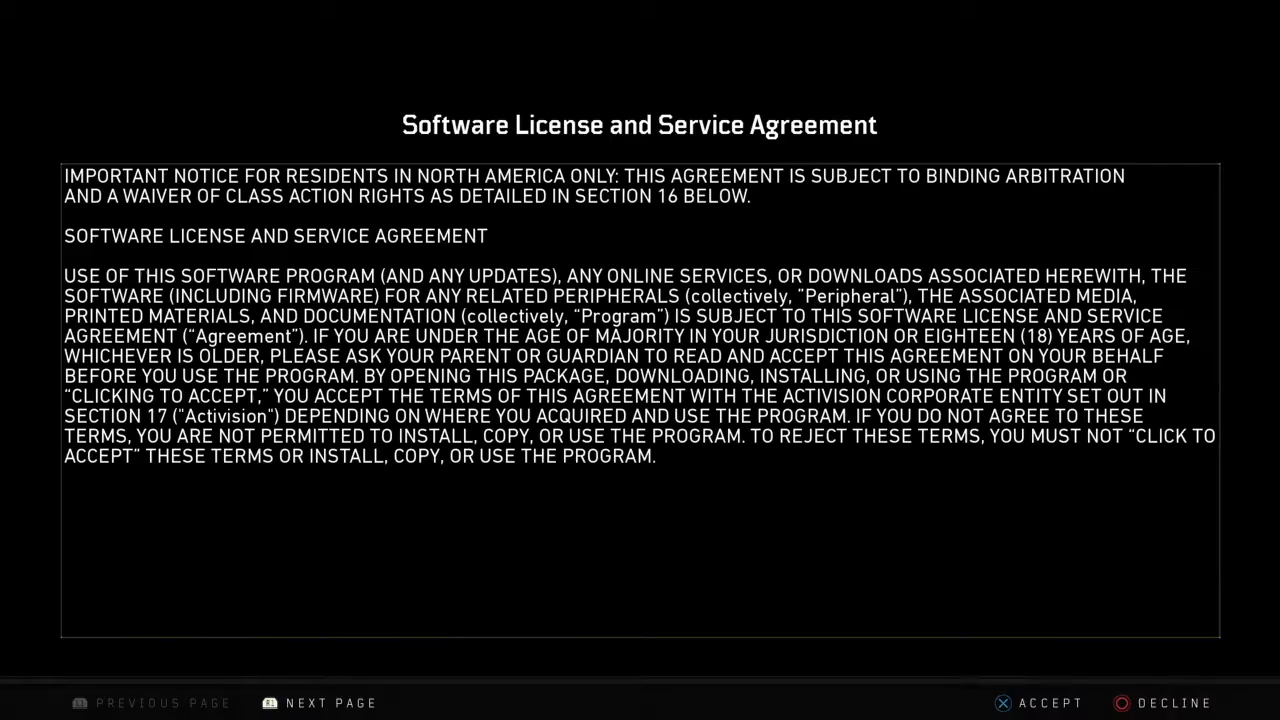 Software License and Service Agreement
IMPORTANT NOTICE FOR RESIDENTS IN NORTH AMERICA ONLY: THIS AGREEMENT IS SUBJECT TO BINDING ARBITRATION
AND A WAIVER OF CLASS ACTION RIGHTS AS DETAILED IN SECTION 16 BELOW.
SOFTWARE LICENSE AND SERVICE AGREEMENT
USE OF THIS SOFTWARE PROGRAM (AND ANY UPDATES), ANY ONLINE SERVICES, OR DOWNLOADS ASSOCIATED HEREWITH, THE
SOFTWARE (INCLUDING FIRMWARE) FOR ANY RELATED PERIPHERALS (collectively, "Peripheral"), THE ASSOCIATED MEDIA,
PRINTED MATERIALS, AND DOCUMENTATION (collectively, “Program”) IS SUBJECT TO THIS SOFTWARE LICENSE AND SERVICE
AGREEMENT (“Agreement”). IF YOU ARE UNDER THE AGE OF MAJORITY IN YOUR JURISDICTION OR EIGHTEEN (18) YEARS OF AGE,
WHICHEVER IS OLDER, PLEASE ASK YOUR PARENT OR GUARDIAN TO READ AND ACCEPT THIS AGREEMENT ON YOUR BEHALF
BEFORE YOU USE THE PROGRAM. BY OPENING THIS PACKAGE, DOWNLOADING, INSTALLING, OR USING THE PROGRAM OR
“CLICKING TO ACCEPT,” YOU ACCEPT THE TERMS OF THIS AGREEMENT WITH THE ACTIVISION CORPORATE ENTITY SET OUT IN
SECTION 17 ("Activision") DEPENDING ON WHERE YOU ACQUIRED AND USE THE PROGRAM. IF YOU DO NOT AGREE TO THESE
TERMS, YOU ARE NOT PERMITTED TO INSTALL, COPY, OR USE THE PROGRAM. TO REJECT THESE TERMS, YOU MUST NOT “CLICK TO
ACCEPT” THESE TERMS OR INSTALL, COPY, OR USE THE PROGRAM.
L1 PREVIOUS PAGE R1 NEXT PAGE ACCEPT DECLINE